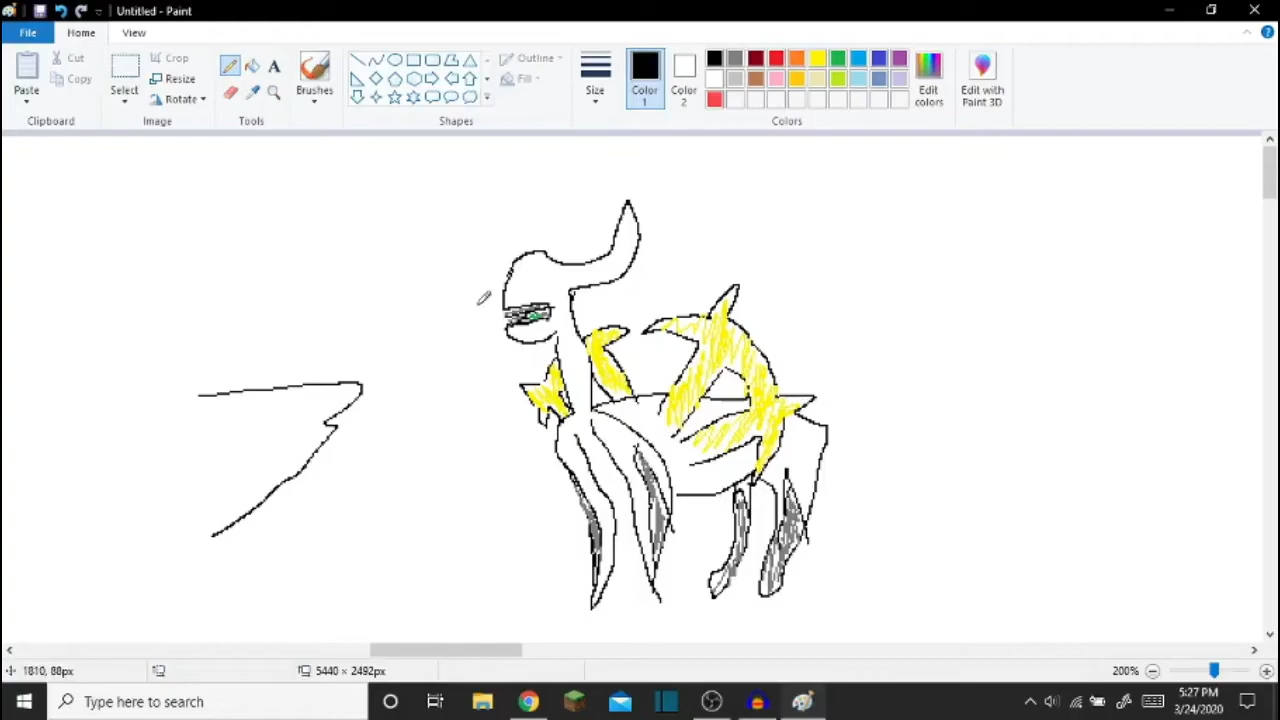 Untitled - Paint
File Home View
Cut
Copy
Paste
Clipboard
Select
Crop
Resize
Rotate
Image
Tools
Brushes
Shapes
Outline
Fill
Size
Color 1
Color 2
Edit colors
Colors
Edit with Paint 3D
1810, 88px
5440 × 2492px
200%
Type here to search
5:27 PM
3/24/2020